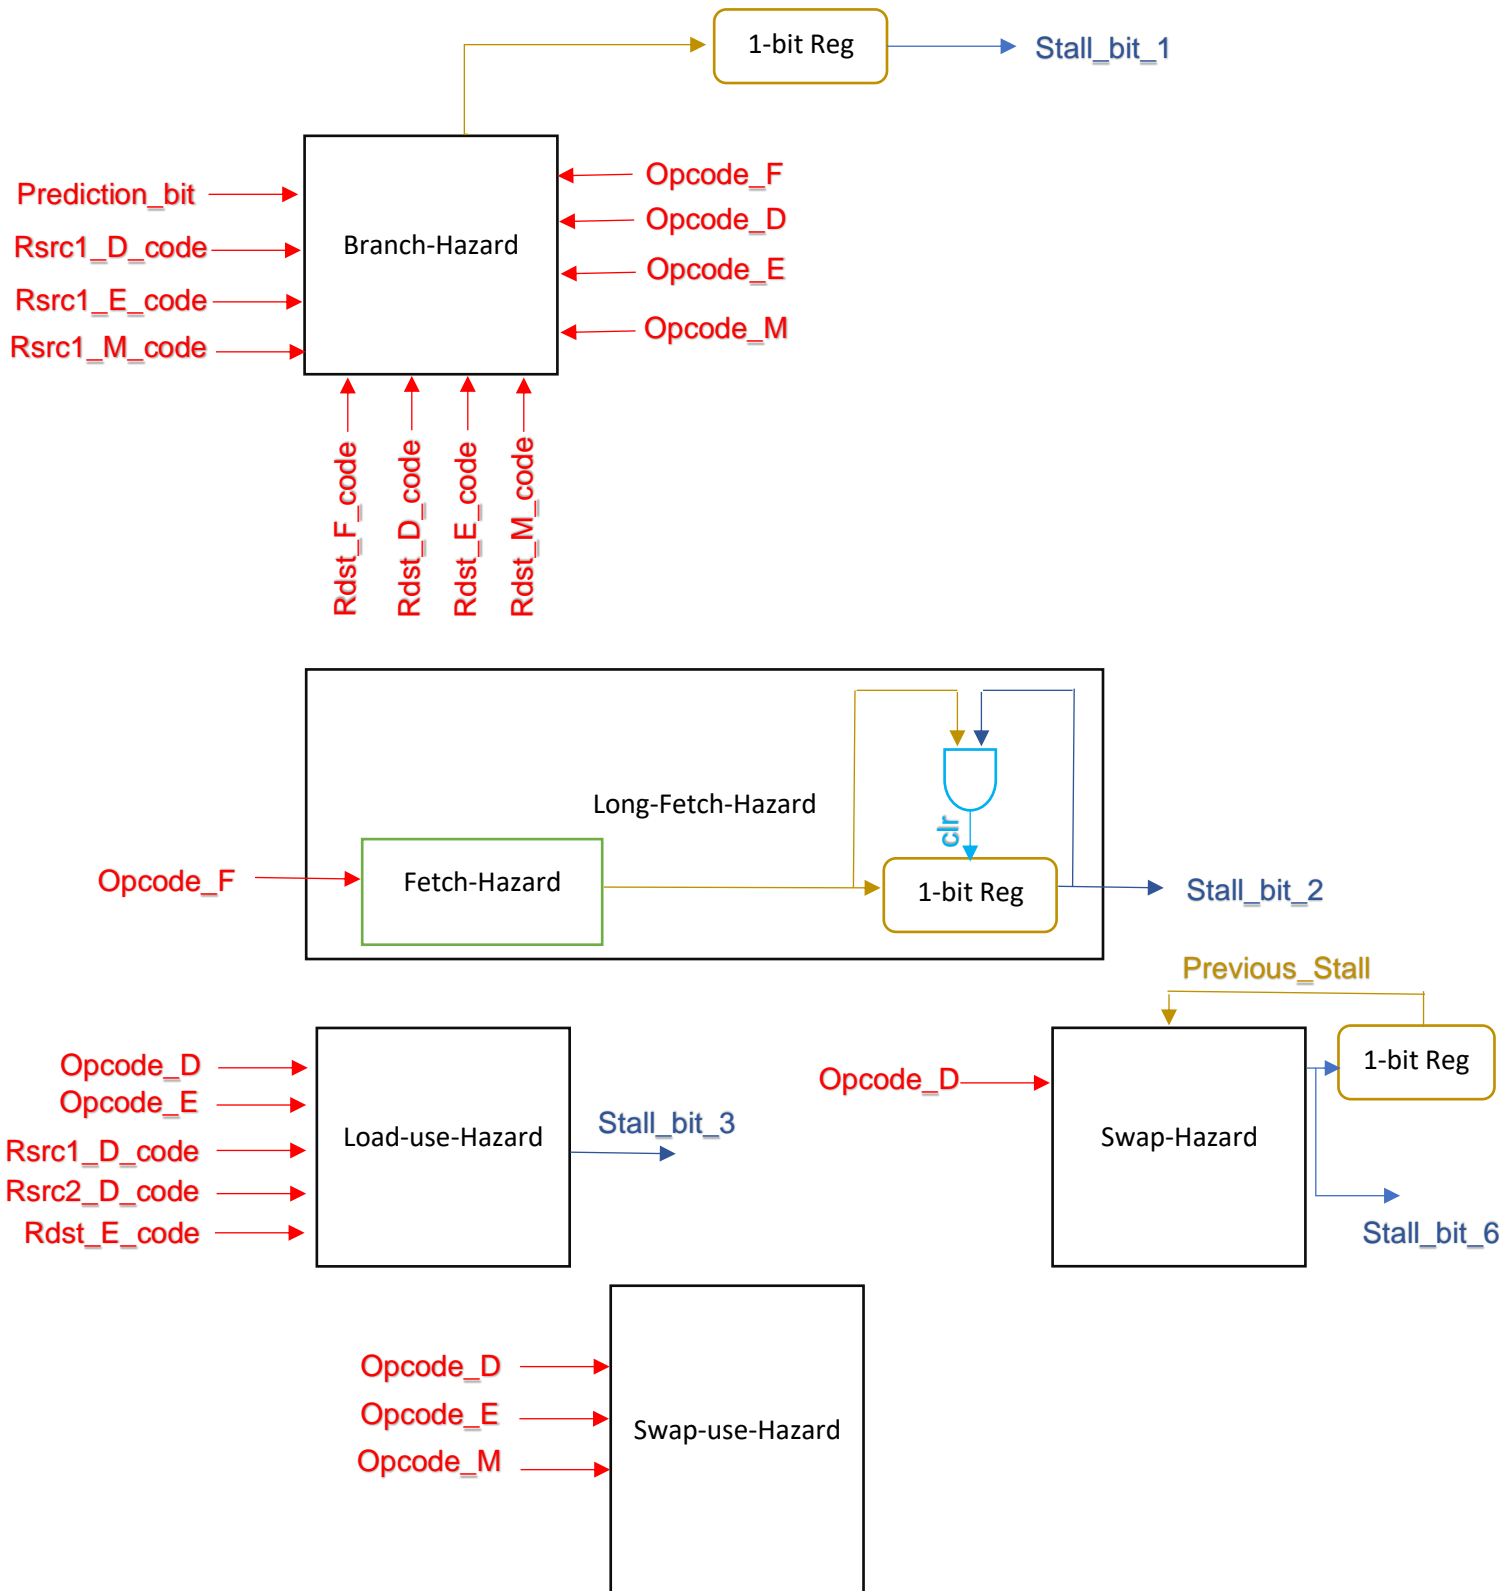 1-bit Reg
Stall_bit_1
Prediction_bit
Rsrc1_D_code
Rsrc1_E_code
Rsrc1_M_code
Branch-Hazard
Opcode_F
Opcode_D
Opcode_E
Opcode_M
Rdst_F_code
Rdst_D_code
Rdst_E_code
Rdst_M_code
Long-Fetch-Hazard
clr
Opcode_F
Fetch-Hazard
1-bit Reg
Stall_bit_2
Previous_Stall
Opcode_D
Opcode_E
Rsrc1_D_code
Rsrc2_D_code
Rdst_E_code
Load-use-Hazard
Stall_bit_3
Opcode_D
Swap-Hazard
1-bit Reg
Stall_bit_6
Opcode_D
Opcode_E
Opcode_M
Swap-use-Hazard